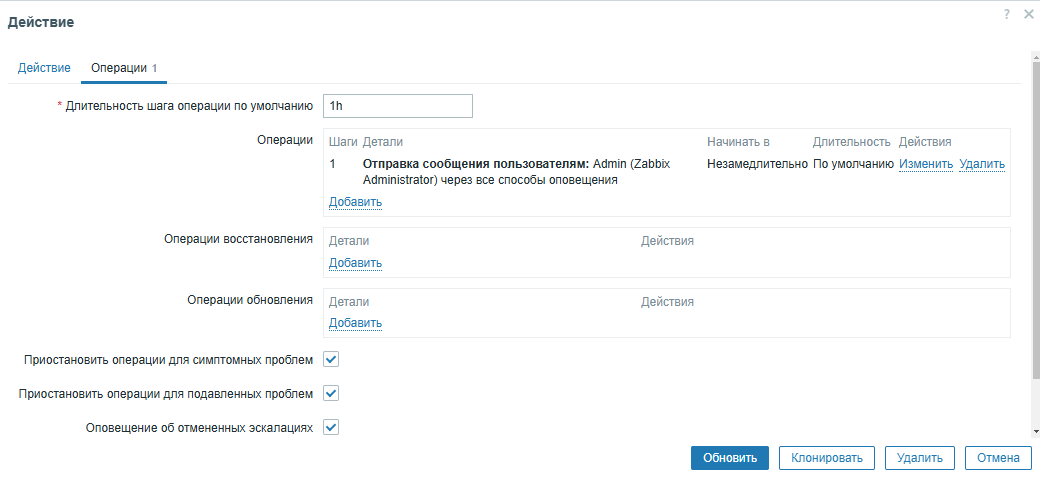 Действие
?
Действие Операции 1
* Длительность шага операции по умолчанию 1h
Операции Шаги Детали Начинать в Длительность Действия
1 Отправка сообщения пользователям: Admin (Zabbix Незамедлительно По умолчанию Изменить Удалить
Administrator) через все способы оповещения
Добавить
Операции восстановления Детали Действия
Добавить
Операции обновления Детали Действия
Добавить
Приостановить операции для симптомных проблем
Приостановить операции для подавленных проблем
Оповещение об отмененных эскалациях
Обновить Клонировать Удалить Отмена